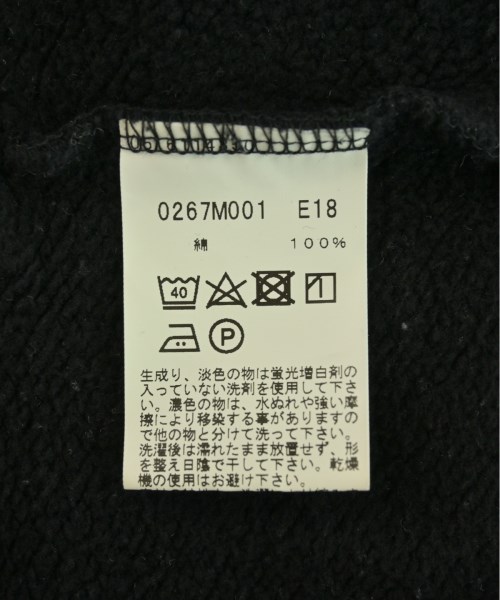 0267M001 E18
綿 100%
40
P
生成り、淡色の物は蛍光増白剤の
入っていない洗剤を使用して下さ
い。濃色の物は、水ぬれや強い摩
擦により移染する事がありますの
で他の物と分けて洗って下さい。
洗濯後は濡れたまま放置せず、形
を整え日陰で干して下さい。乾燥
機の使用はお避け下さい。